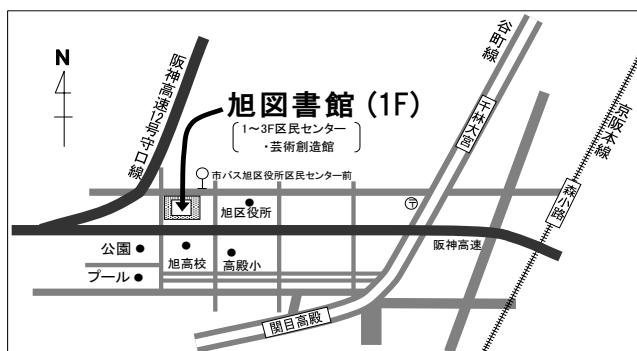 N
阪神高速12号守口線
旭図書館 (1F)
1～3F区民センター
・芸術創造館
市バス旭区役所区民センター前
谷町線
千林大宮
京阪本線
森小路
旭区役所
〒
公園
旭高校
高殿小
阪神高速
プール
関目高殿